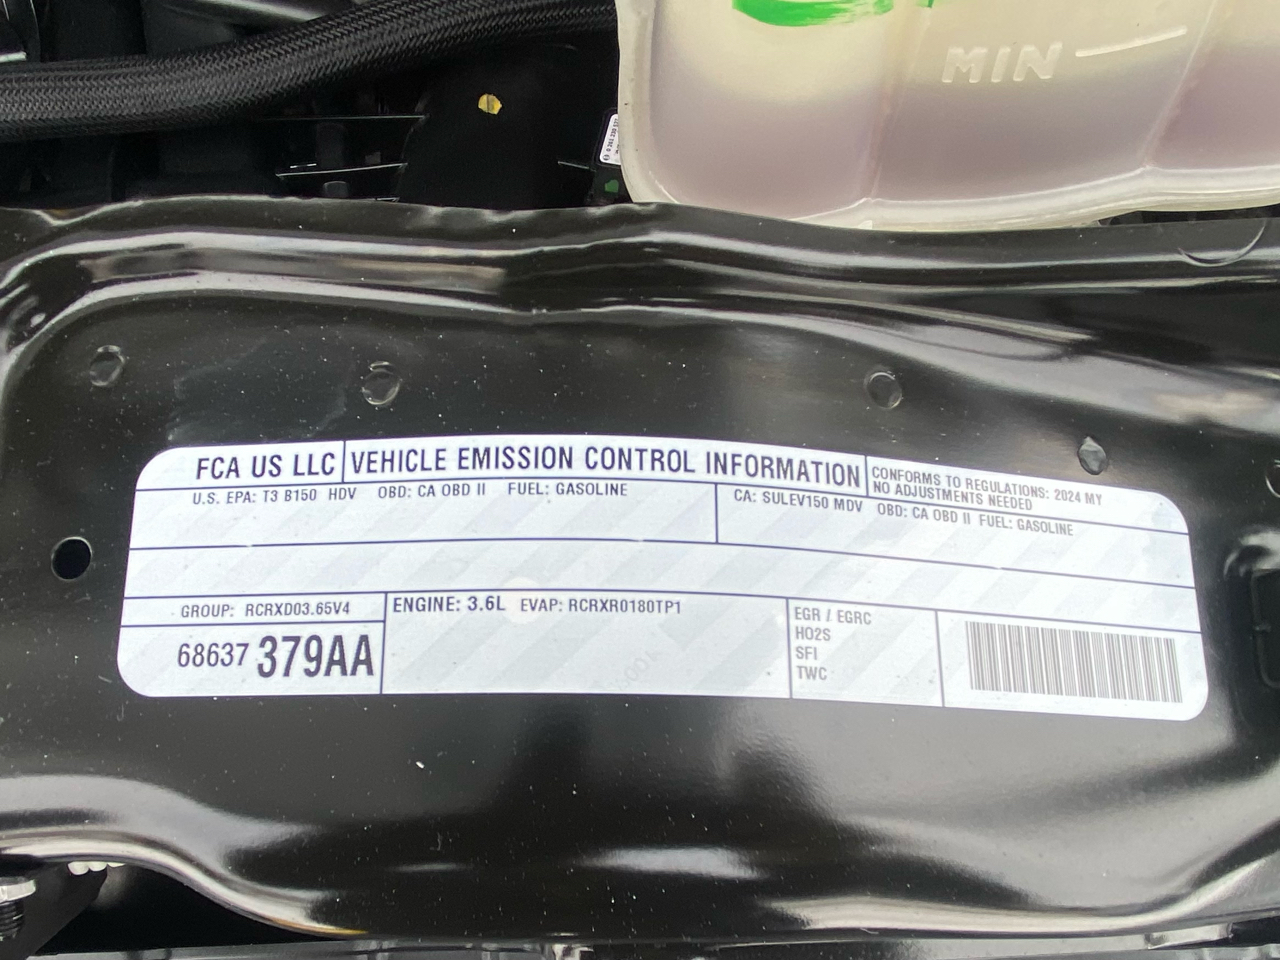 MIN
FCA US LLC VEHICLE EMISSION CONTROL INFORMATION CONFORMS TO REGULATIONS: 2024 MY
NO ADJUSTMENTS NEEDED
U.S. EPA: T3 B150 HDV OBD: CA OBD II FUEL: GASOLINE
CA: SULEV150 MDV OBD: CA OBD II FUEL: GASOLINE
GROUP: RCRXD03.65V4
68637 379AA
ENGINE: 3.6L EVAP: RCRXR0180TP1
EGR / EGRC
HO2S
SFI
TWC